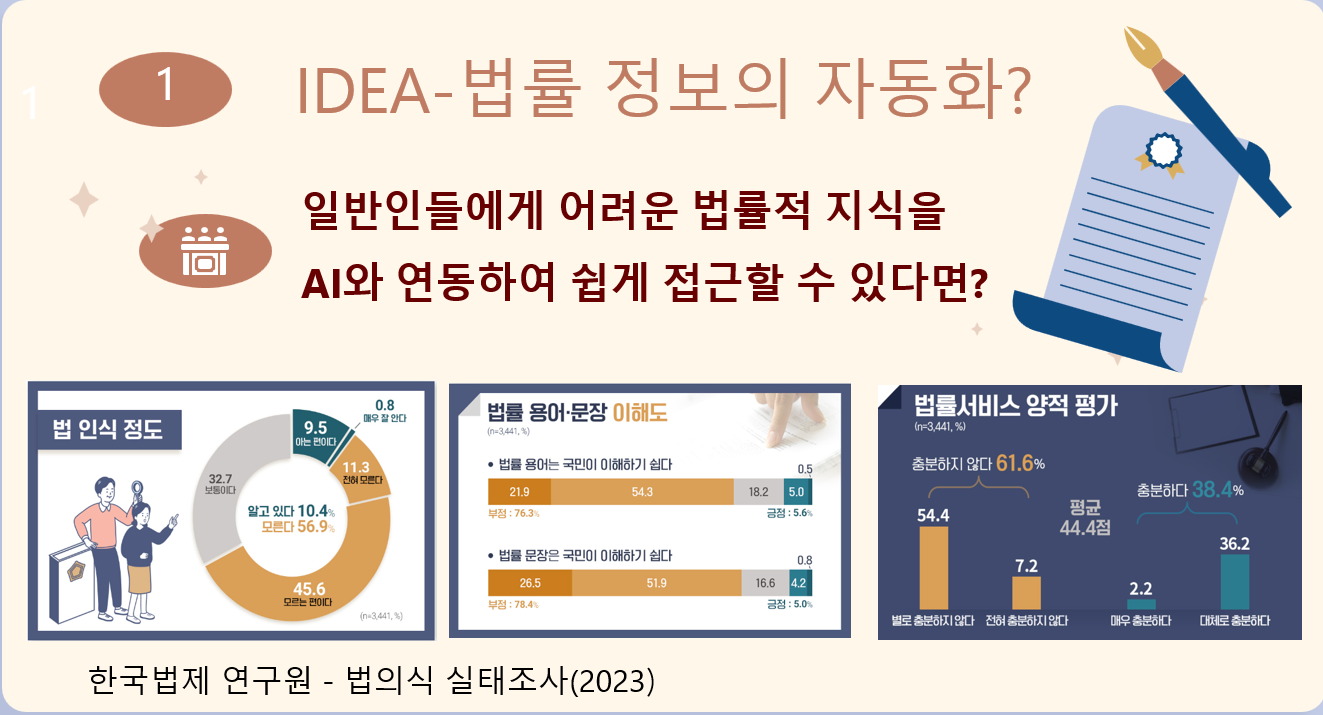 1
1
IDEA-법률 정보의 자동화?
일반인들에게 어려운 법률적 지식을
AI와 연동하여 쉽게 접근할 수 있다면?
법 인식 정도
0.8
매우 잘 안다
9.5
아는 편이다
11.3
전혀 모른다
32.7
보통이다
알고 있다 10.4%
모른다 56.9%
45.6
모르는 편이다
(n=3,441, %)
법률 용어·문장 이해도
(n=3,441, %)
• 법률 용어는 국민이 이해하기 쉽다
0.5
21.9 54.3 18.2 5.0
부정 : 76.3% 긍정 : 5.6%
• 법률 문장은 국민이 이해하기 쉽다
0.8
26.5 51.9 16.6 4.2
부정 : 78.4% 긍정 : 5.0%
법률서비스 양적 평가
(n=3,441, %)
충분하지 않다 61.6%
충분하다 38.4%
평균
44.4점
54.4 7.2 2.2 36.2
별로 충분하지 않다 전혀 충분하지 않다 매우 충분하다 대체로 충분하다
한국법제 연구원 - 법의식 실태조사(2023)